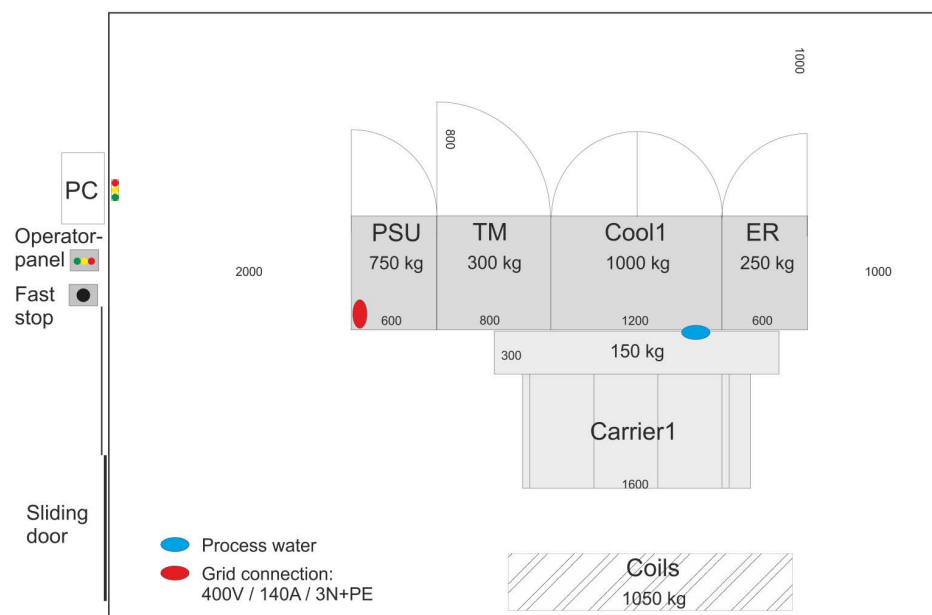 1000
800
PC
Operator-
panel
Fast
stop
2000
PSU
750 kg
600
TM
300 kg
800
Cool1
1000 kg
1200
ER
250 kg
600
1000
300
150 kg
Carrier1
1600
Sliding
door
Process water
Grid connection:
400V / 140A / 3N+PE
Coils
1050 kg